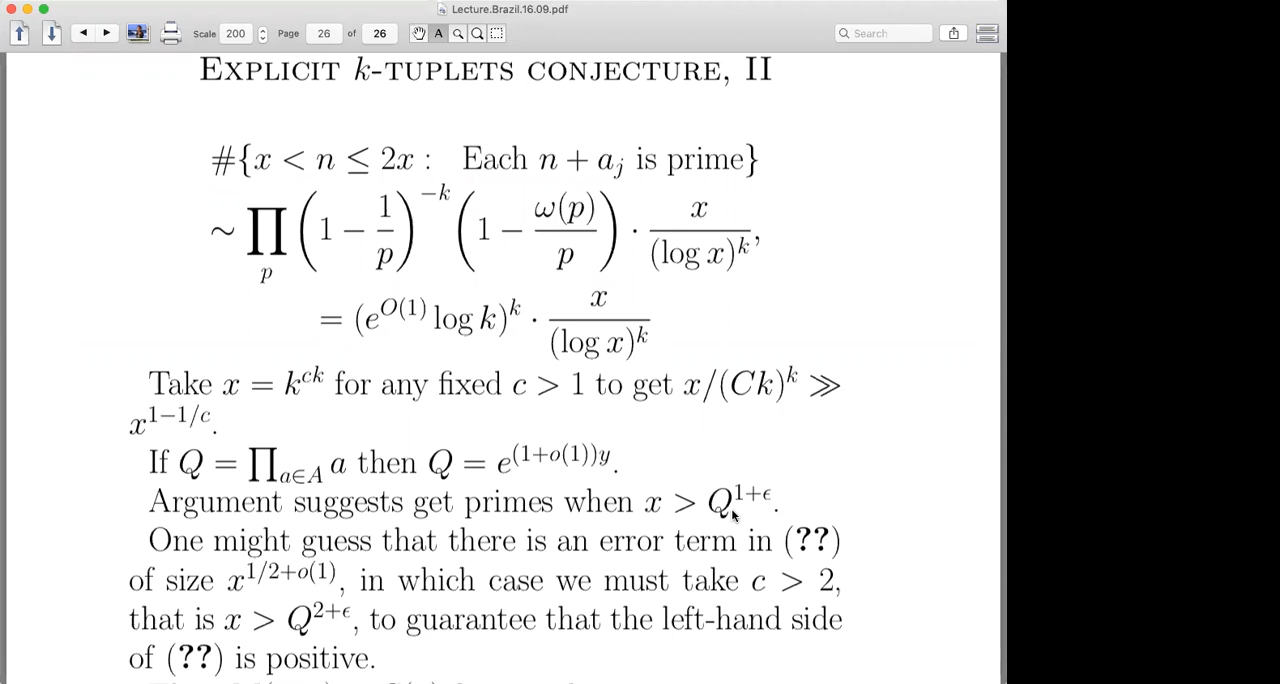 Lecture.Brazil.16.09.pdf
Scale 200 Page 26 of 26 A Search
EXPLICIT k-TUPLETS CONJECTURE, II
#{x < n ≤ 2x : Each n + a_j is prime}
∼ ∏_p (1 − 1/p)^{−k} (1 − ω(p)/p) · x/(log x)^k,
= (e^{O(1)} log k)^k · x/(log x)^k
Take x = k^{ck} for any fixed c > 1 to get x/(Ck)^k ≫
x^{1−1/c}.
If Q = ∏_{a∈A} a then Q = e^{(1+o(1))y}.
Argument suggests get primes when x > Q^{1+ϵ}.
One might guess that there is an error term in (??)
of size x^{1/2+o(1)}, in which case we must take c > 2,
that is x > Q^{2+ϵ}, to guarantee that the left-hand side
of (??) is positive.